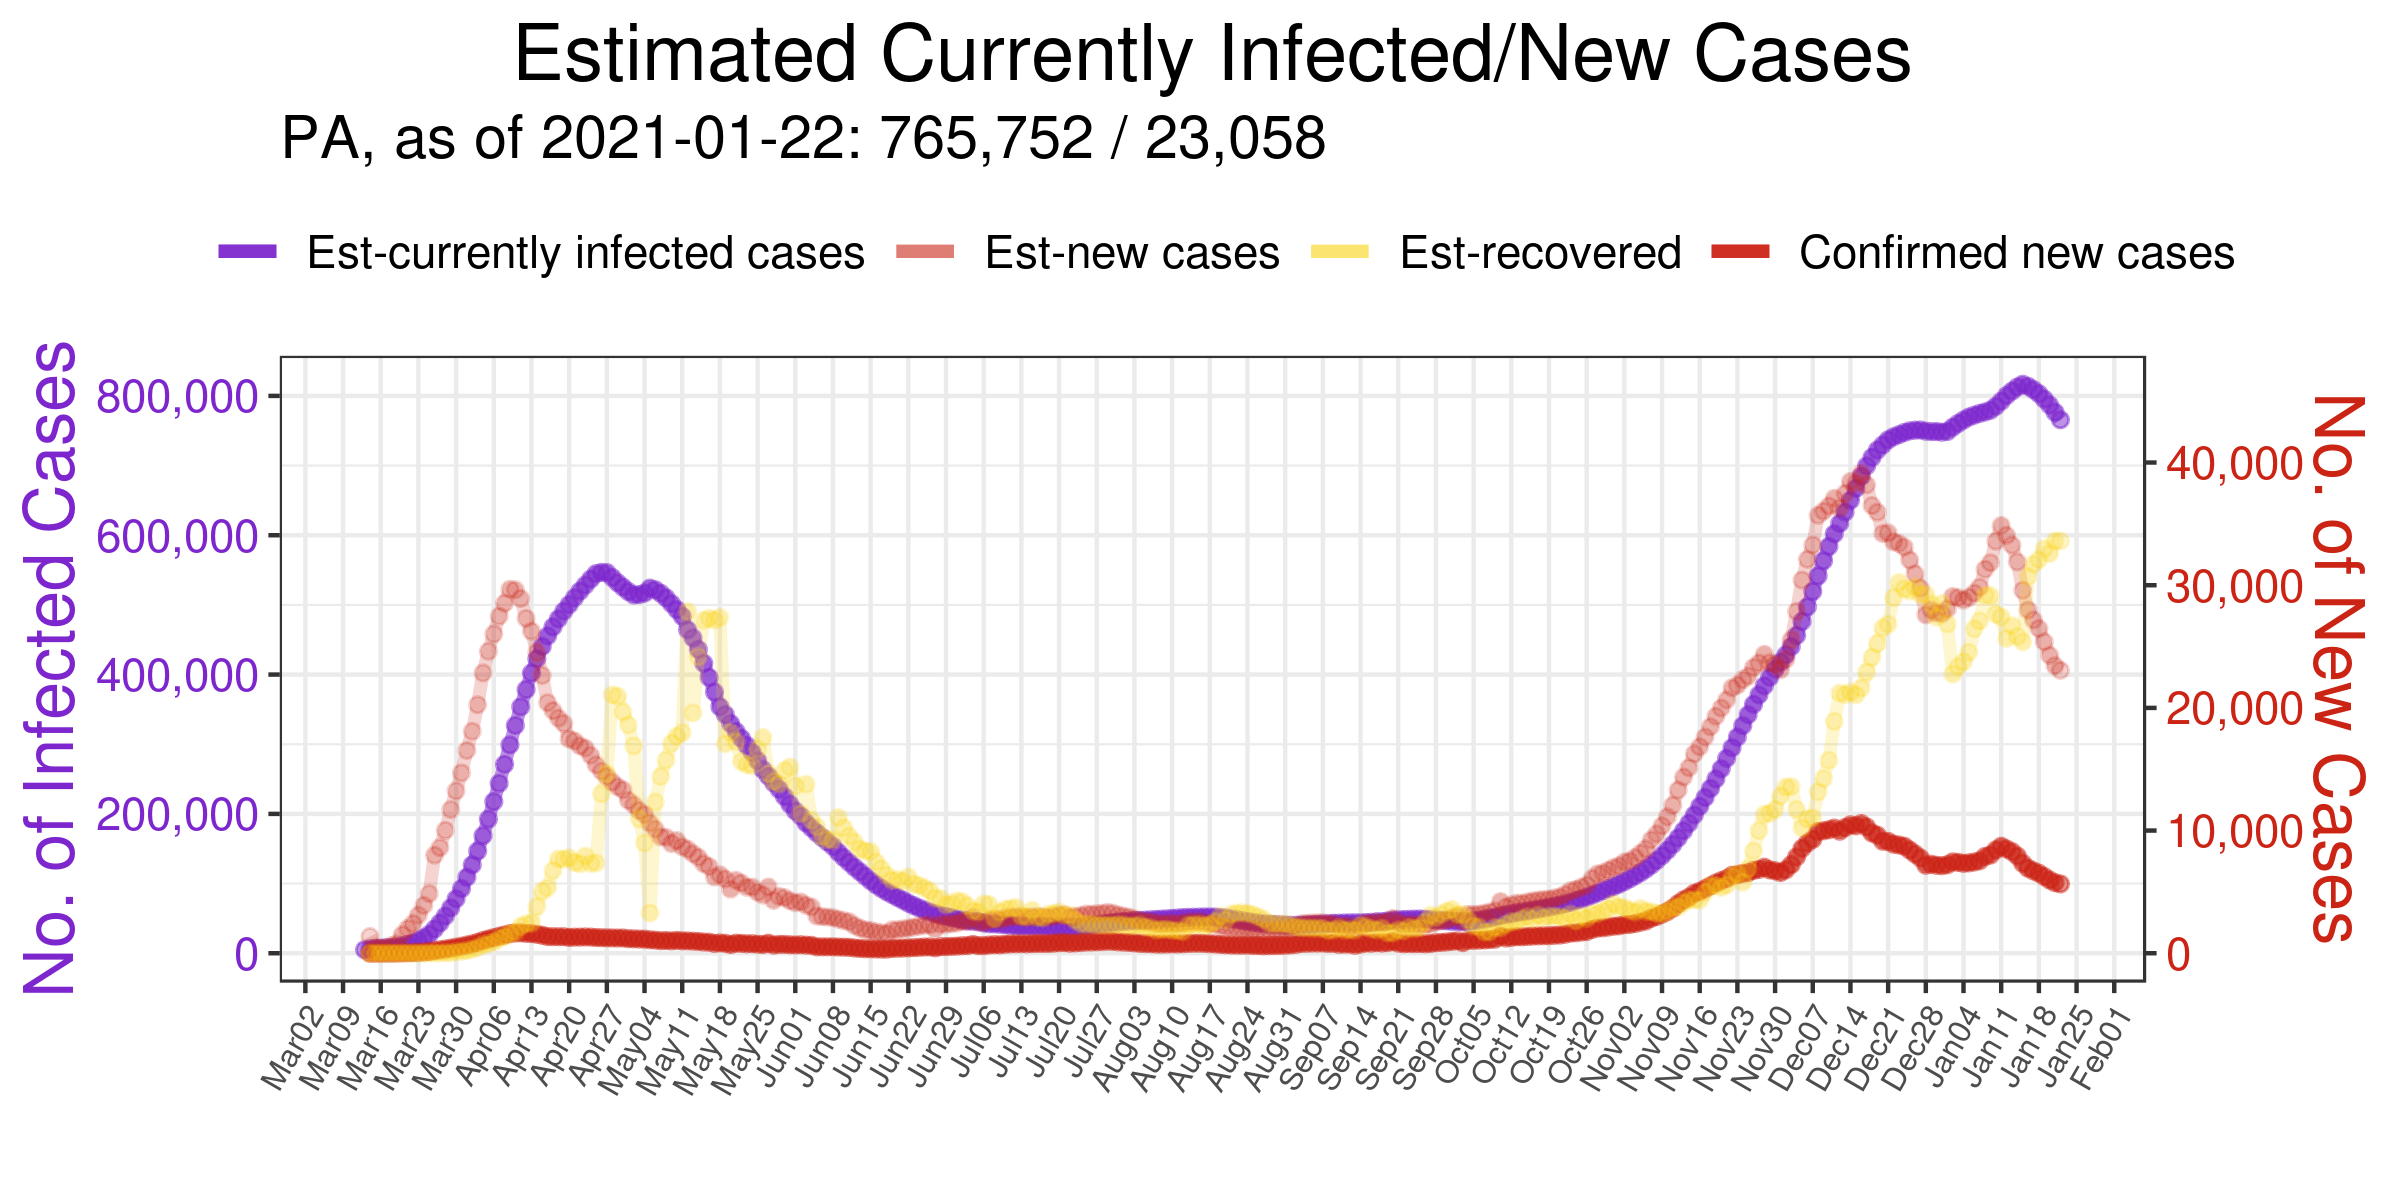 Estimated Currently Infected/New Cases
PA, as of 2021-01-22: 765,752 / 23,058
Est-currently infected cases Est-new cases Est-recovered Confirmed new cases
No. of Infected Cases
800,000
600,000
400,000
200,000
0
40,000
30,000
20,000
10,000
0
No. of New Cases
Mar02 Mar09 Mar16 Mar23 Mar30 Apr06 Apr13 Apr20 Apr27 May04 May11 May18 May25 Jun01 Jun08 Jun15 Jun22 Jun29 Jul06 Jul13 Jul20 Jul27 Aug03 Aug10 Aug17 Aug24 Aug31 Sep07 Sep14 Sep21 Sep28 Oct05 Oct12 Oct19 Oct26 Nov02 Nov09 Nov16 Nov23 Nov30 Dec07 Dec14 Dec21 Dec28 Jan04 Jan11 Jan18 Jan25 Feb01